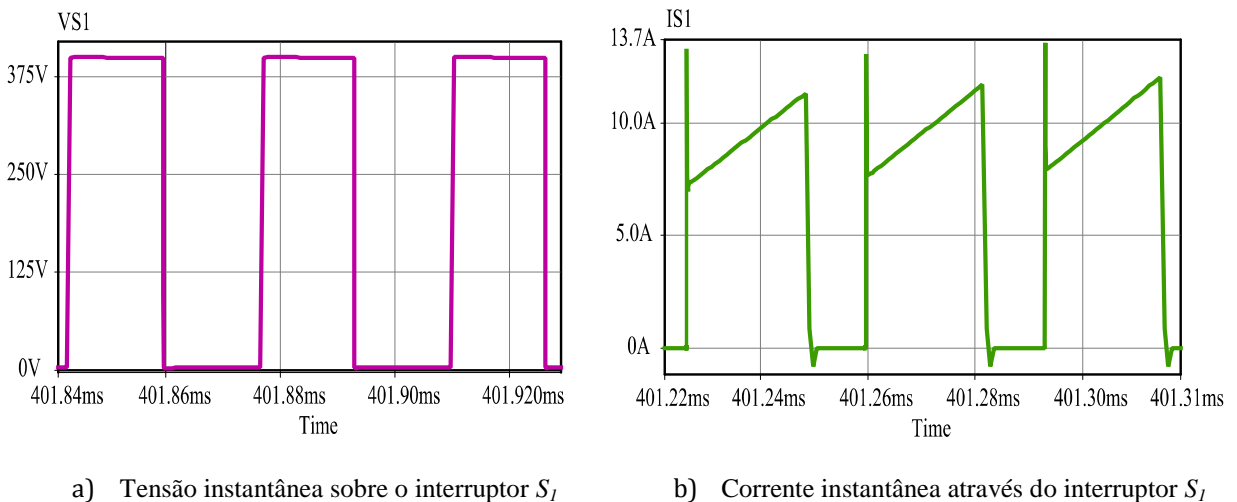 VS1
375V
250V
125V
0V
401.84ms 401.86ms 401.88ms 401.90ms 401.920ms
Time
a) Tensão instantânea sobre o interruptor S1
IS1
13.7A
10.0A
5.0A
0A
401.22ms 401.24ms 401.26ms 401.28ms 401.30ms 401.31ms
Time
b) Corrente instantânea através do interruptor S1